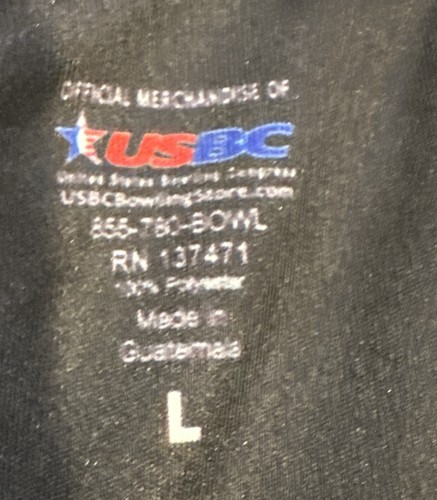 OFFICIAL MERCHANDISE OF
USBC
United States Bowling Congress
USBCBowlingStore.com
855-780-BOWL
RN 137471
100% Polyester
Made in
Guatemala
L